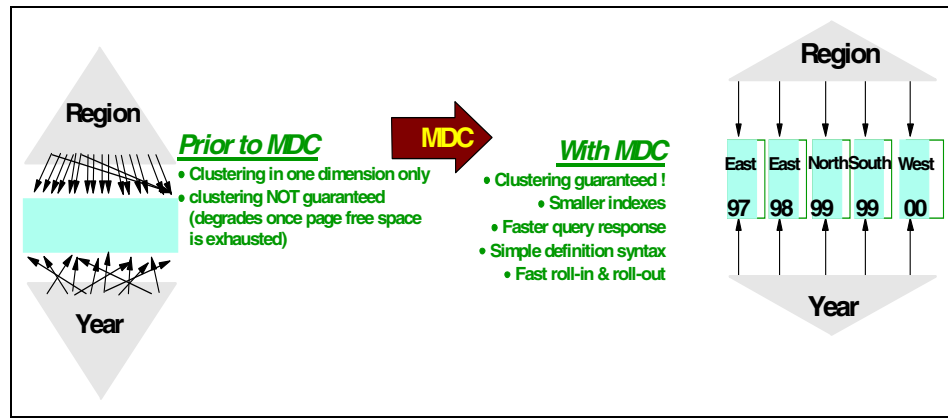 Region
Year
Prior to MDC
• Clustering in one dimension only
• clustering NOT guaranteed
(degrades once page free space
is exhausted)
MDC
With MDC
• Clustering guaranteed !
• Smaller indexes
• Faster query response
• Simple definition syntax
• Fast roll-in & roll-out
Region
East East North South West
97 98 99 99 00
Year